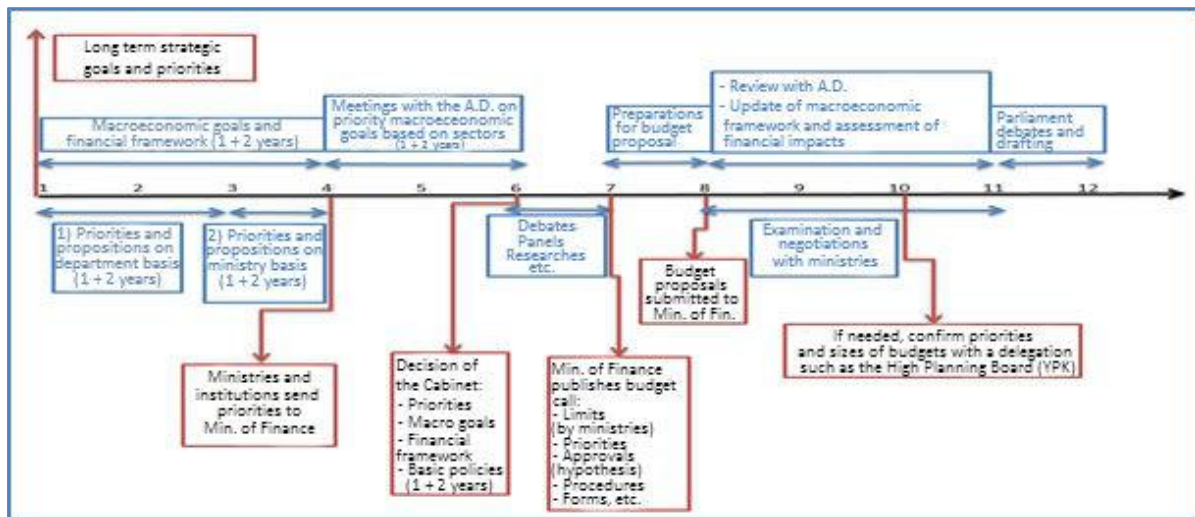 Long term strategic
goals and priorities
Macroeconomic goals and
financial framework (1 + 2 years)
Meetings with the A.D. on
priority macroeceonomic
goals based on sectors
(1 + 2 years)
Preparations
for budget
proposal
- Review with A.D.
- Update of macroeconomic
framework and assessment of
financial impacts
Parliament
debates and
drafting
1 2 3 4 5 6 7 8 9 10 11 12
1) Priorities and
propositions on
department basis
(1 + 2 years)
2) Priorities and
propositions on
ministry basis
(1 + 2 years)
Debates
Panels
Researches
etc.
Examination and
negotiations
with ministries
Budget
proposals
submitted to
Min. of Fin.
If needed, confirm priorities
and sizes of budgets with a delegation
such as the High Planning Board (YPK)
Ministries and
institutions send
priorities to
Min. of Finance
Decision of
the Cabinet:
- Priorities
- Macro goals
- Financial
framework
- Basic policies
(1 + 2 years)
Min. of Finance
publishes budget
call:
- Limits
(by ministries)
- Priorities
- Approvals
(hypothesis)
- Procedures
- Forms, etc.